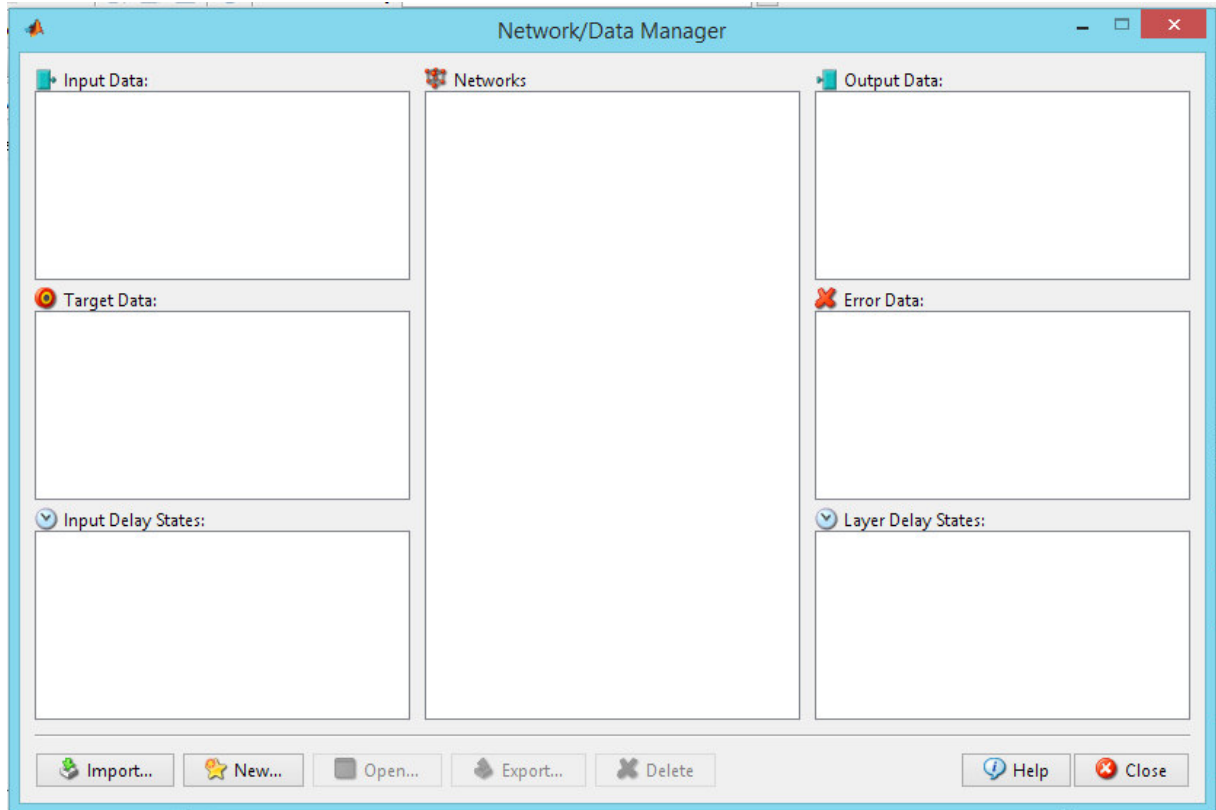 Network/Data Manager
Input Data:
Networks
Output Data:
Target Data:
Error Data:
Input Delay States:
Layer Delay States:
Import...
New...
Open...
Export...
Delete
Help
Close